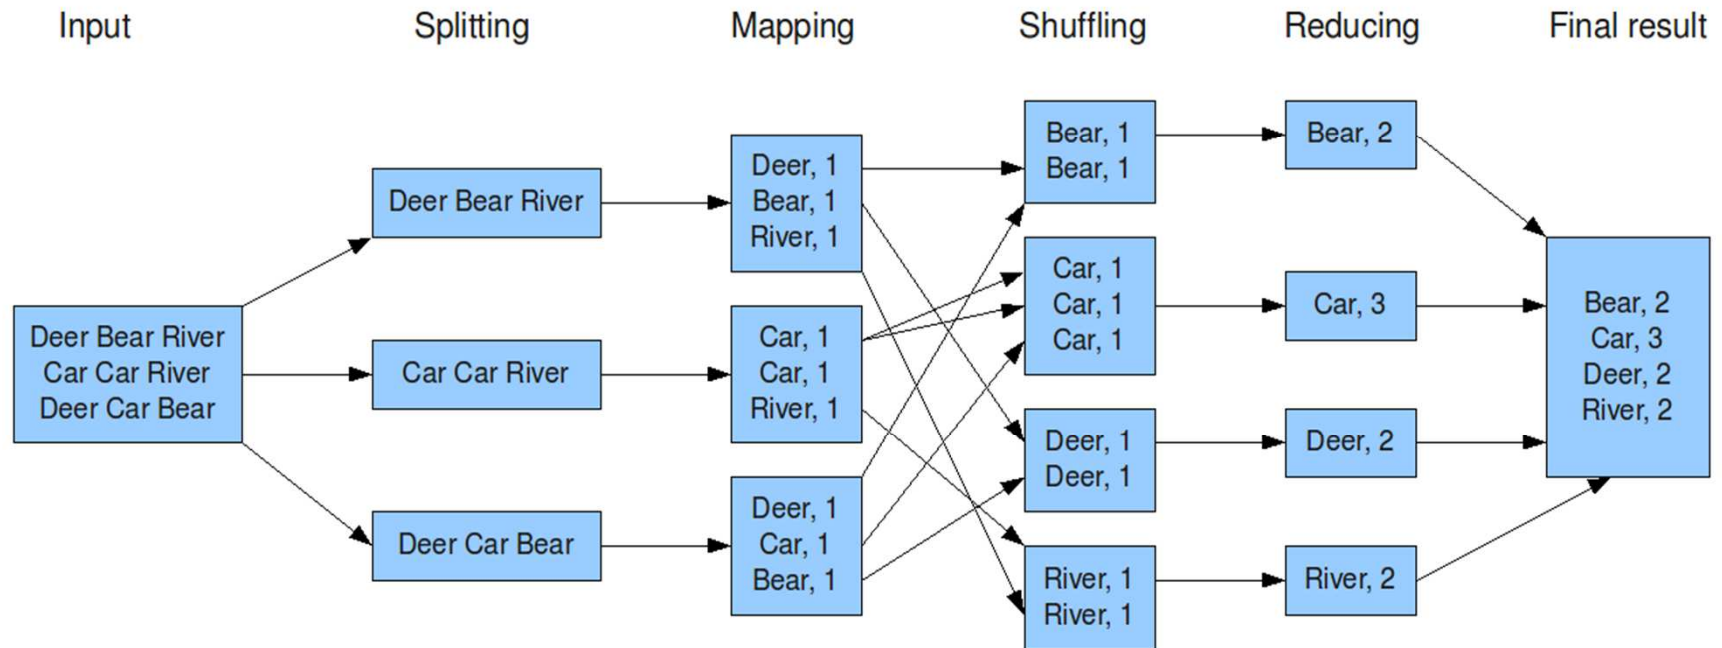 Input
Splitting
Mapping
Shuffling
Reducing
Final result
Deer Bear River
Car Car River
Deer Car Bear
Deer Bear River
Car Car River
Deer Car Bear
Deer, 1
Bear, 1
River, 1
Car, 1
Car, 1
River, 1
Deer, 1
Car, 1
Bear, 1
Bear, 1
Bear, 1
Car, 1
Car, 1
Car, 1
Deer, 1
Deer, 1
River, 1
River, 1
Bear, 2
Car, 3
Deer, 2
River, 2
Bear, 2
Car, 3
Deer, 2
River, 2